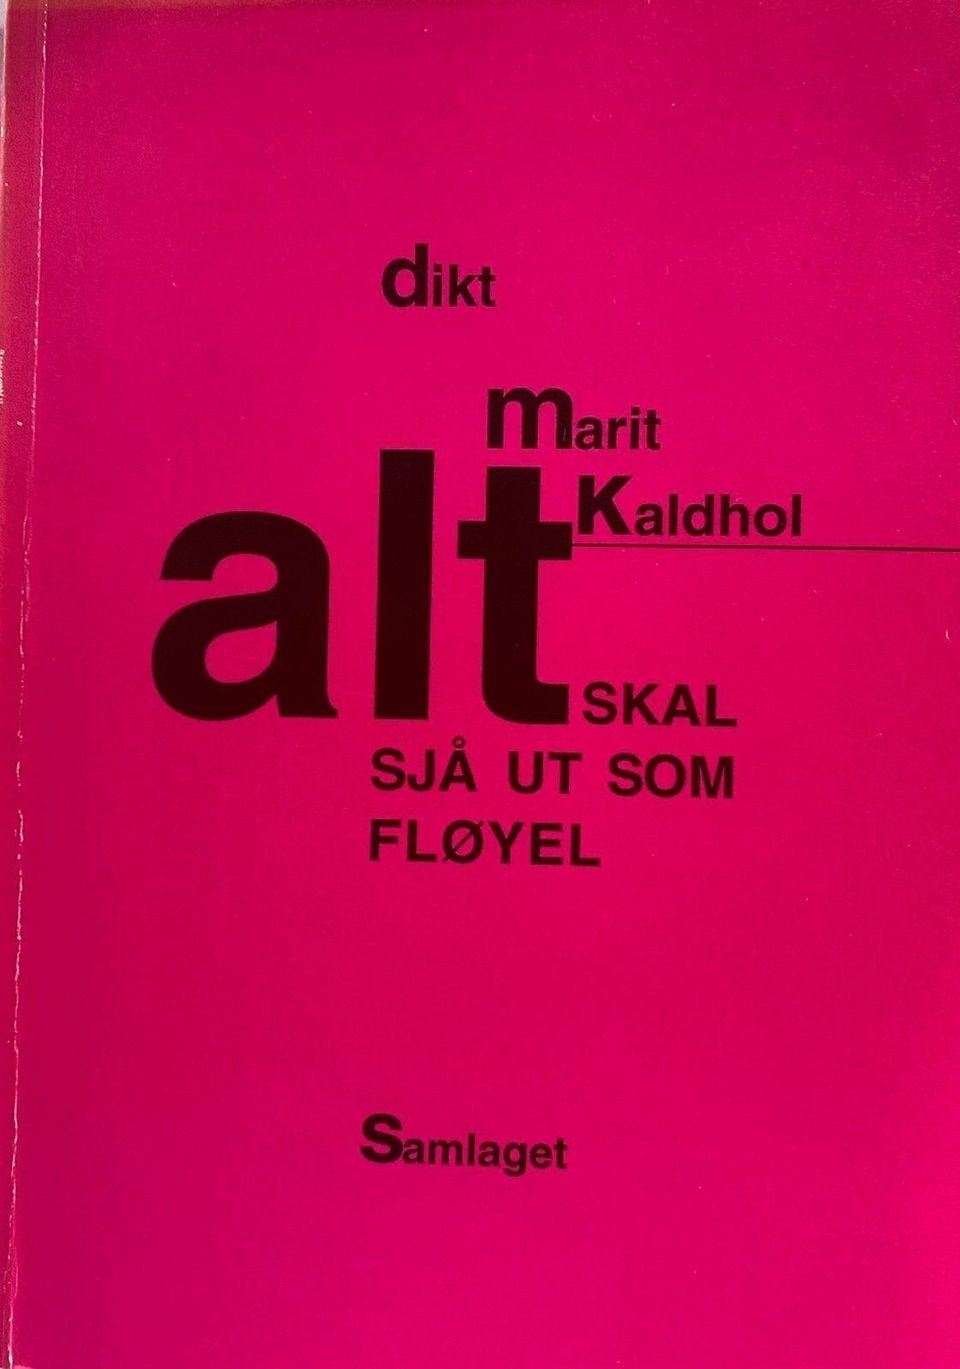 dikt
marit
Kaldhol
alt SKAL
SJÅ UT SOM
FLØYEL
Samlaget